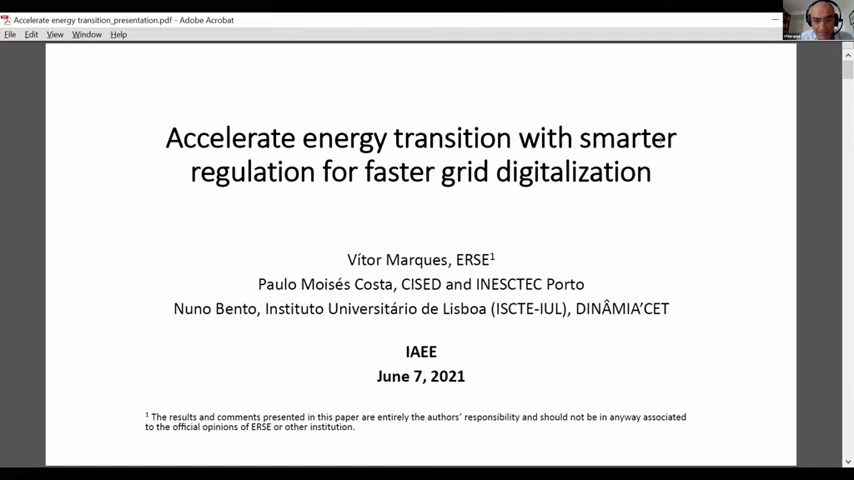 Accelerate energy transition_presentation.pdf - Adobe Acrobat
File Edit View Window Help
Accelerate energy transition with smarter
regulation for faster grid digitalization
Vítor Marques, ERSE¹
Paulo Moisés Costa, CISED and INESCTEC Porto
Nuno Bento, Instituto Universitário de Lisboa (ISCTE-IUL), DINÂMIA’CET
IAEE
June 7, 2021
¹ The results and comments presented in this paper are entirely the authors’ responsibility and should not be in anyway associated
to the official opinions of ERSE or other institution.